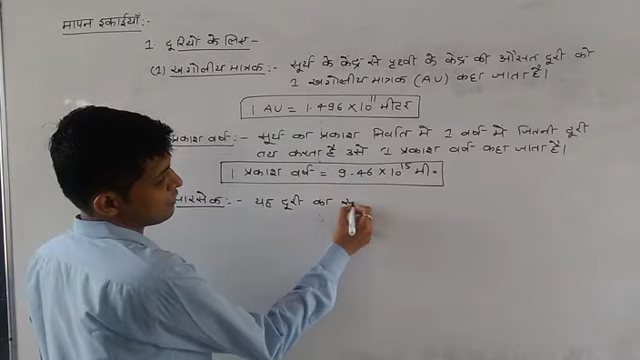 मापन इकाईयाँ:-
1 दूरियों के लिए-
(1) खगोलीय मात्रक:- सूर्य के केंद्र से पृथ्वी के केंद्र की औसत दूरी को
1 खगोलीय मात्रक (AU) कहा जाता है।
1 AU = 1.496 × 10¹¹ मीटर
प्रकाश वर्ष:- सूर्य का प्रकाश निर्वात में 1 वर्ष में जितनी दूरी
तय करता है उसे 1 प्रकाश वर्ष कहा जाता है।
1 प्रकाश वर्ष = 9.46 × 10¹⁵ मी॰
पारसेक:- यह दूरी का